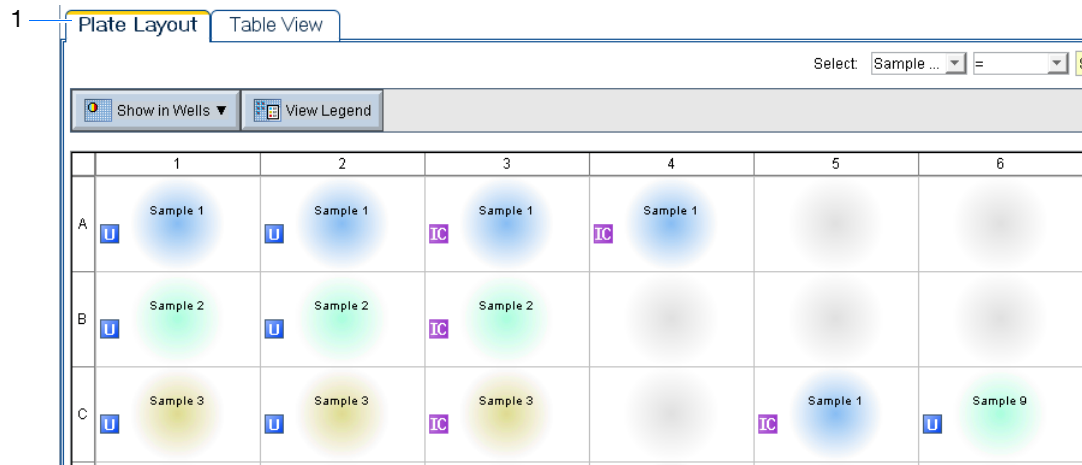 1 Plate Layout Table View
Select: Sample ... = S
Show in Wells ▼ View Legend
1 2 3 4 5 6
A U Sample 1 U Sample 1 IC Sample 1 IC Sample 1
B U Sample 2 U Sample 2 IC Sample 2
C U Sample 3 U Sample 3 IC Sample 3 IC Sample 1 U Sample 9